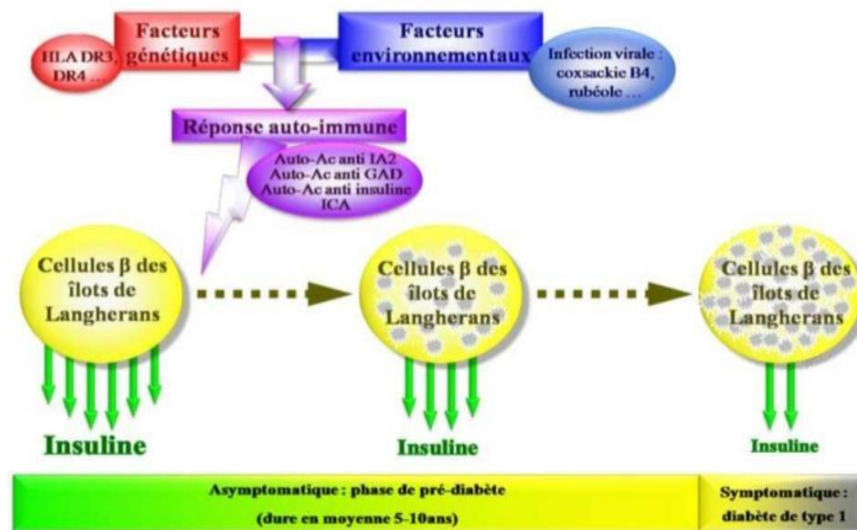 Facteurs
génétiques
Facteurs
environnementaux
HLA DR3,
DR4 ...
Infection virale :
coxsackie B4,
rubéole ...
Réponse auto-immune
Auto-Ac anti IA2
Auto-Ac anti GAD
Auto-Ac anti insuline
ICA
Cellules β des
îlots de
Langherans
Cellules β des
îlots de
Langherans
Cellules β des
îlots de
Langherans
Insuline
Insuline
Insuline
Asymptomatique : phase de pré-diabète
(dure en moyenne 5-10ans)
Symptomatique :
diabète de type 1